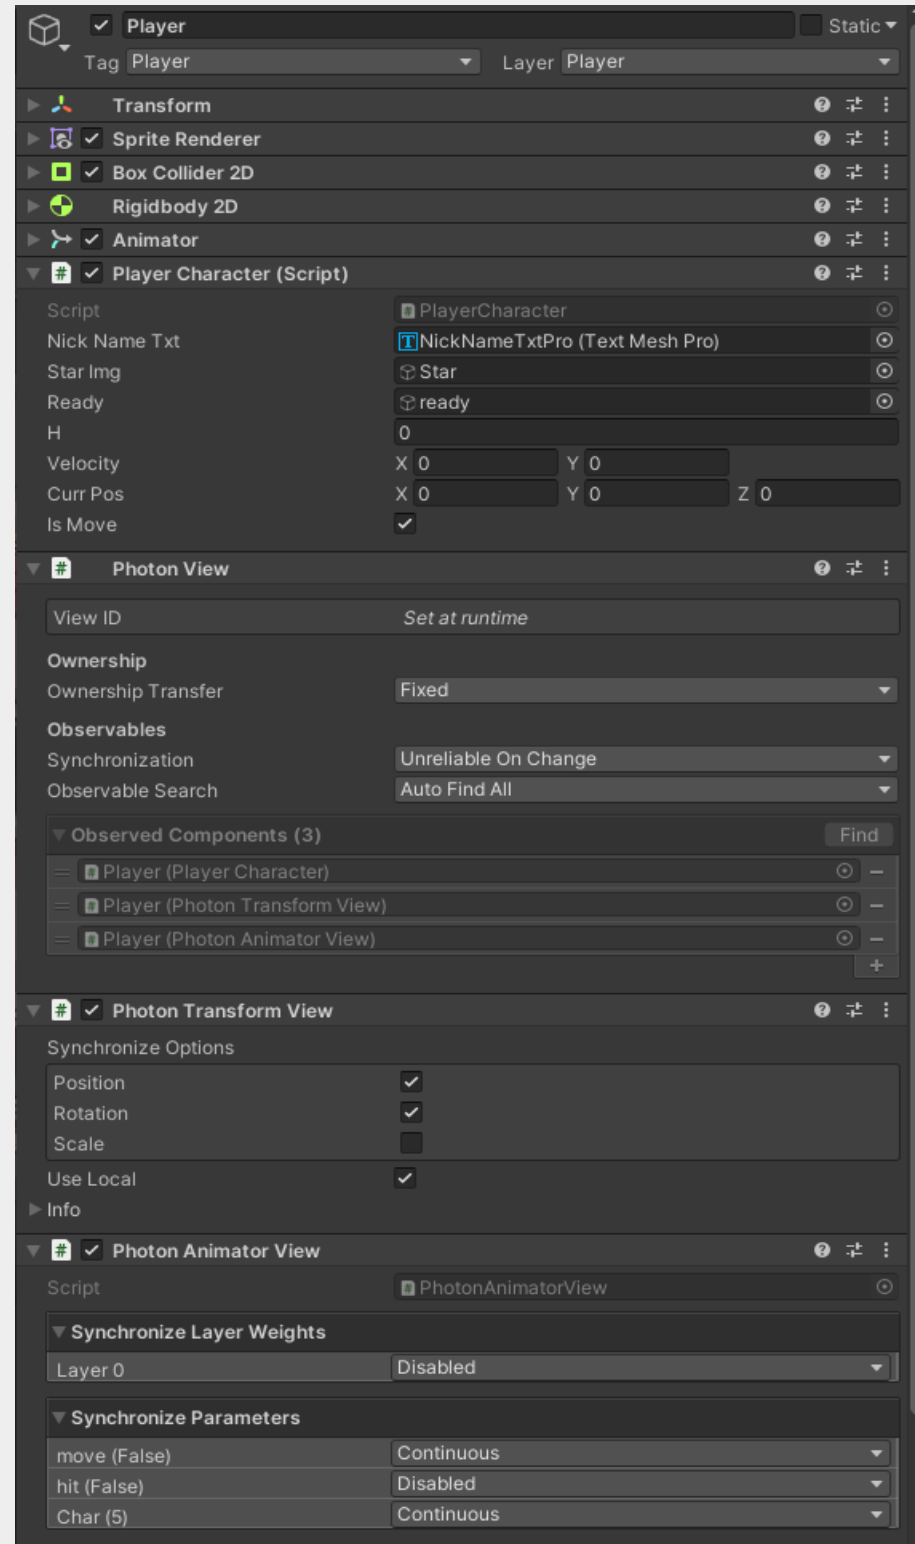 Player Static
Tag Player Layer Player
Transform
Sprite Renderer
Box Collider 2D
Rigidbody 2D
Animator
# Player Character (Script)
Script # PlayerCharacter
Nick Name Txt T NickNameTxtPro (Text Mesh Pro)
Star Img Star
Ready ready
H 0
Velocity X 0 Y 0
Curr Pos X 0 Y 0 Z 0
Is Move
# Photon View
View ID Set at runtime
Ownership
Ownership Transfer Fixed
Observables
Synchronization Unreliable On Change
Observable Search Auto Find All
Observed Components (3) Find
# Player (Player Character)
# Player (Photon Transform View)
# Player (Photon Animator View)
# Photon Transform View
Synchronize Options
Position
Rotation
Scale
Use Local
Info
# Photon Animator View
Script # PhotonAnimatorView
Synchronize Layer Weights
Layer 0 Disabled
Synchronize Parameters
move (False) Continuous
hit (False) Disabled
Char (5) Continuous